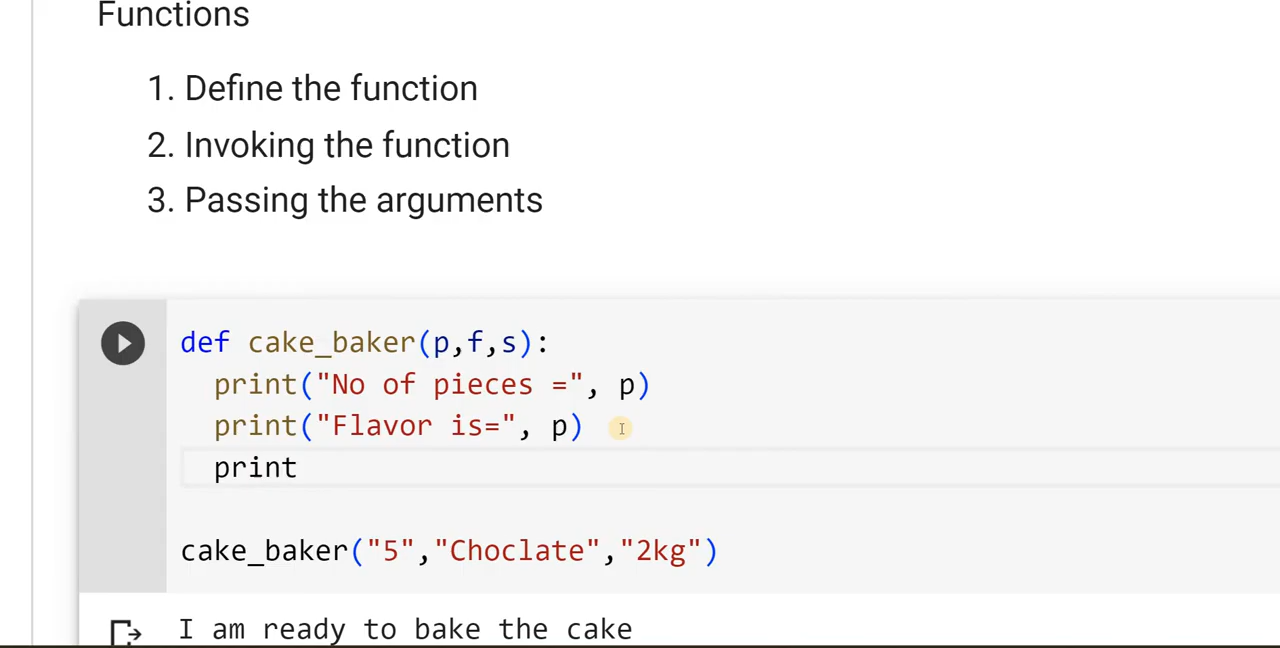 Functions
1. Define the function
2. Invoking the function
3. Passing the arguments
def cake_baker(p,f,s):
print("No of pieces =", p)
print("Flavor is=", p)
print
cake_baker("5","Choclate","2kg")
I am ready to bake the cake